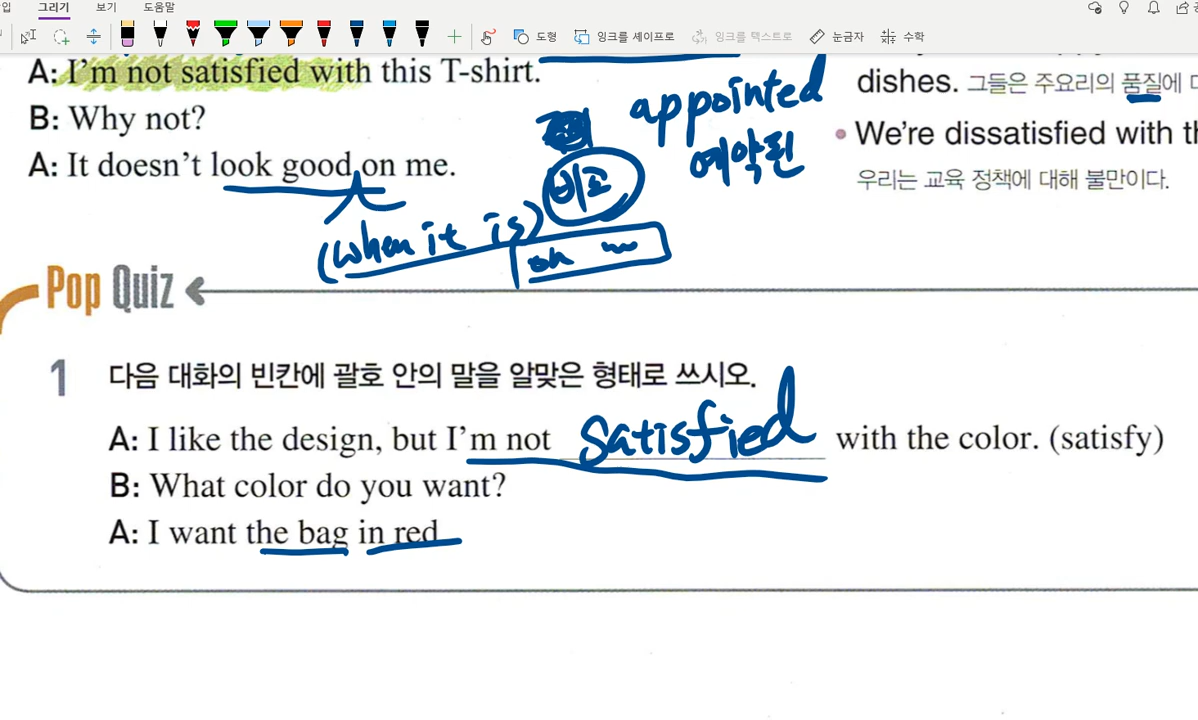 입 그리기 보기 도움말
도형 잉크를 셰이프로 잉크를 텍스트로 눈금자 수학
A: I'm not satisfied with this T-shirt.
B: Why not?
A: It doesn't look good on me.
(when it is)
비교
on
appointed
예약된
dishes. 그들은 주요리의 품질에
We're dissatisfied with
우리는 교육 정책에 대해 불만이다.
Pop Quiz
1 다음 대화의 빈칸에 괄호 안의 말을 알맞은 형태로 쓰시오.
A: I like the design, but I'm not satisfied with the color. (satisfy)
B: What color do you want?
A: I want the bag in red